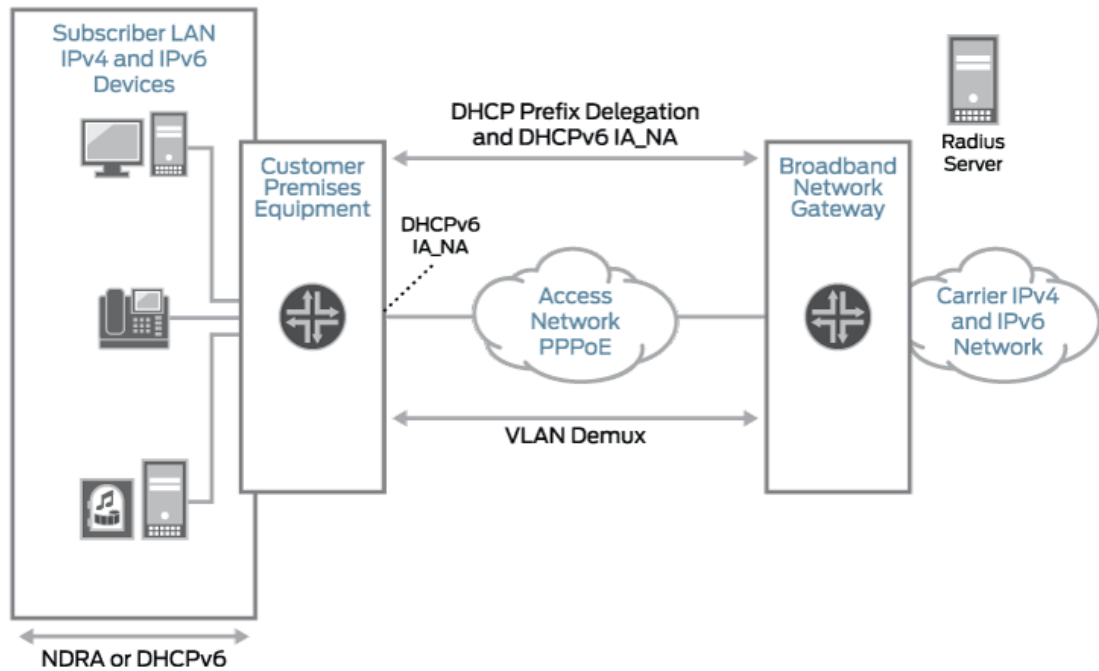 Subscriber LAN
IPv4 and IPv6
Devices
Customer
Premises
Equipment
DHCP Prefix Delegation
and DHCPv6 IA_NA
DHCPv6
IA_NA
Access
Network
PPPoE
VLAN Demux
Broadband
Network
Gateway
Radius
Server
Carrier IPv4
and IPv6
Network
NDRA or DHCPv6